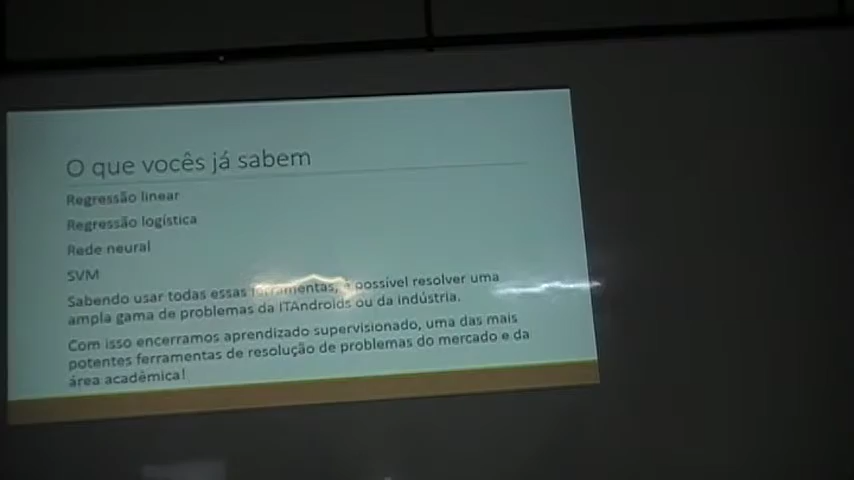 O que vocês já sabem
Regressão linear
Regressão logística
Rede neural
SVM
Sabendo usar todas essas ferramentas, é possível resolver uma
ampla gama de problemas da ITAndroids ou da indústria.
Com isso encerramos aprendizado supervisionado, uma das mais
potentes ferramentas de resolução de problemas do mercado e da
área acadêmica!